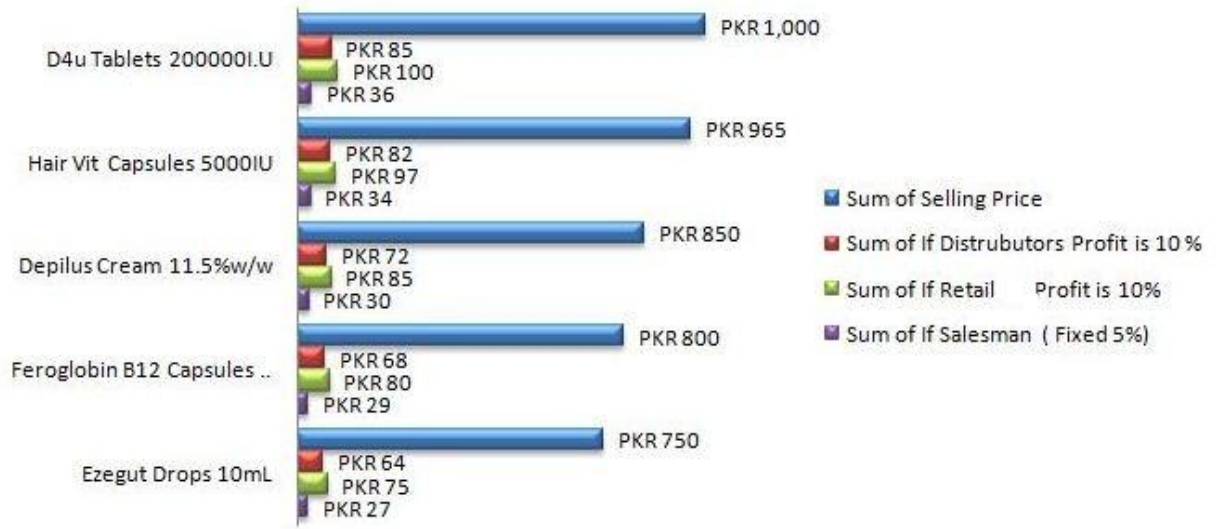 PKR 1,000
D4u Tablets 200000I.U
PKR 85
PKR 100
PKR 36
PKR 965
Hair Vit Capsules 5000IU
PKR 82
PKR 97
PKR 34
PKR 850
Depilus Cream 11.5%w/w
PKR 72
PKR 85
PKR 30
PKR 800
Feroglobin B12 Capsules ..
PKR 68
PKR 80
PKR 29
PKR 750
Ezegut Drops 10mL
PKR 64
PKR 75
PKR 27
Sum of Selling Price
Sum of If Distrubutors Profit is 10 %
Sum of If Retail Profit is 10%
Sum of If Salesman ( Fixed 5%)